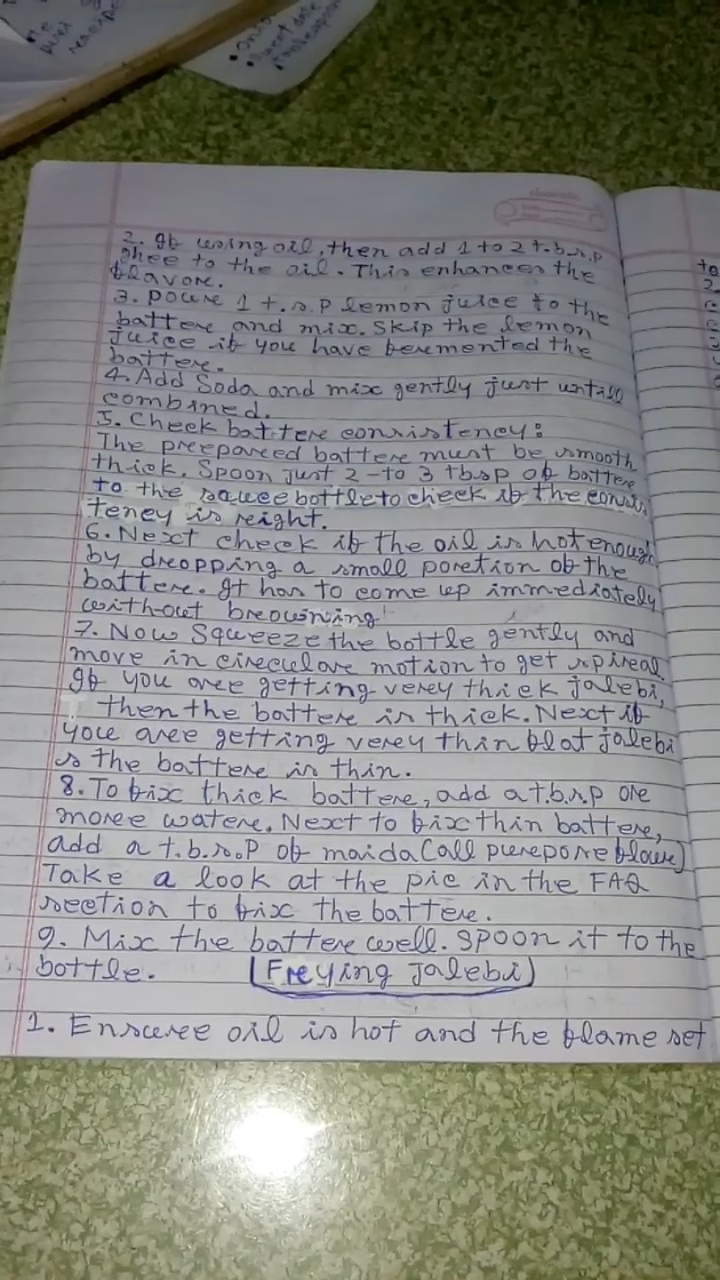 2. If using oil, then add 1 to 2 t.b.s.p
ghee to the oil. This enhances the
flavor.
3. pour 1 t.s.p lemon juice to the
batter and mix. Skip the lemon
juice if you have fermented the
batter.
4. Add Soda and mix gently just untill
combined.
5. Check batter consistency:
The prepared batter must be smooth
thick. Spoon just 2-to 3 tbsp of batter
to the sauce bottle to check if the consis
tency is right.
6. Next check if the oil is hot enough
by dropping a small portion of the
batter. It has to come up immediately
with-out browning
7. Now Squeeze the bottle gently and
move in circular motion to get spiral
If you are getting very thick jalebi,
then the batter is thick. Next if
you are getting very thin flat jalebi
is the batter is thin.
8. To fix thick batter, add a t.b.s.p or
more water. Next to fix thin batter,
add a t.b.s.p of maida (all purpore flour)
Take a look at the pic in the FAQ
section to fix the batter.
9. Mix the batter well. Spoon it to the
bottle. (Frying Jalebi)
1. Ensure oil is hot and the flame set